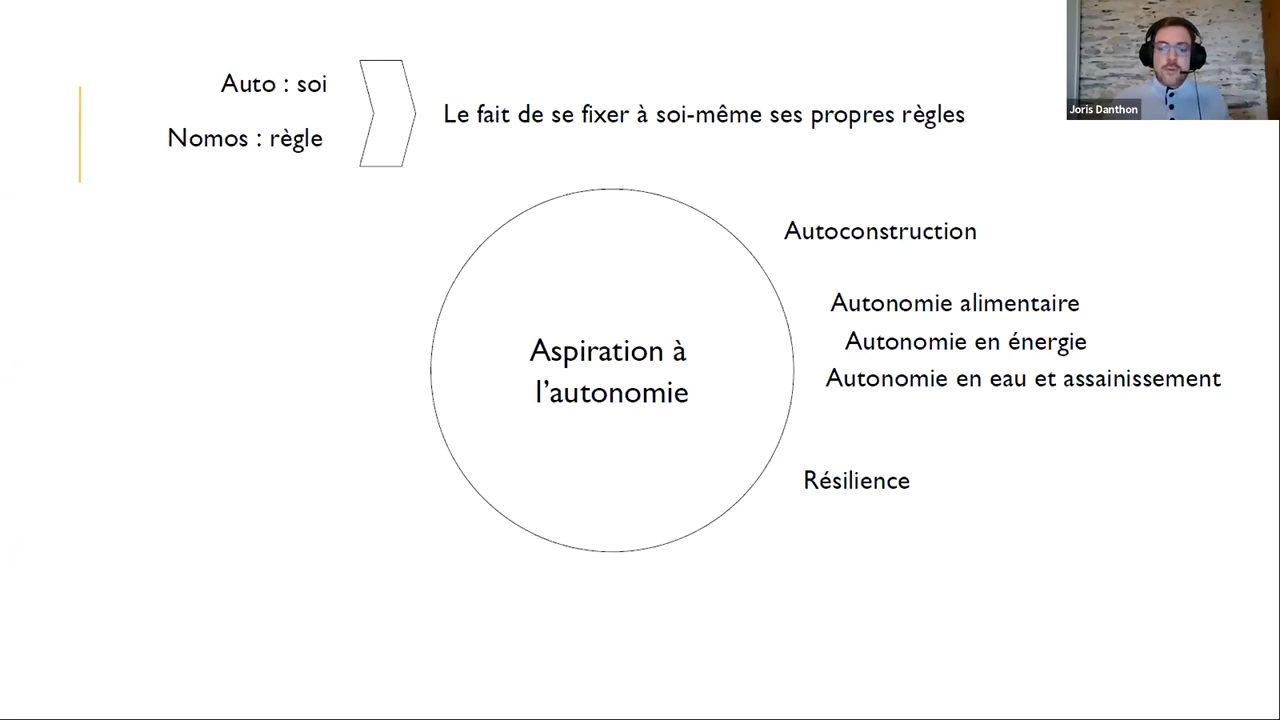 Auto : soi
Nomos : règle
Le fait de se fixer à soi-même ses propres règles
Joris Danthon
Autoconstruction
Autonomie alimentaire
Autonomie en énergie
Autonomie en eau et assainissement
Aspiration à
l’autonomie
Résilience